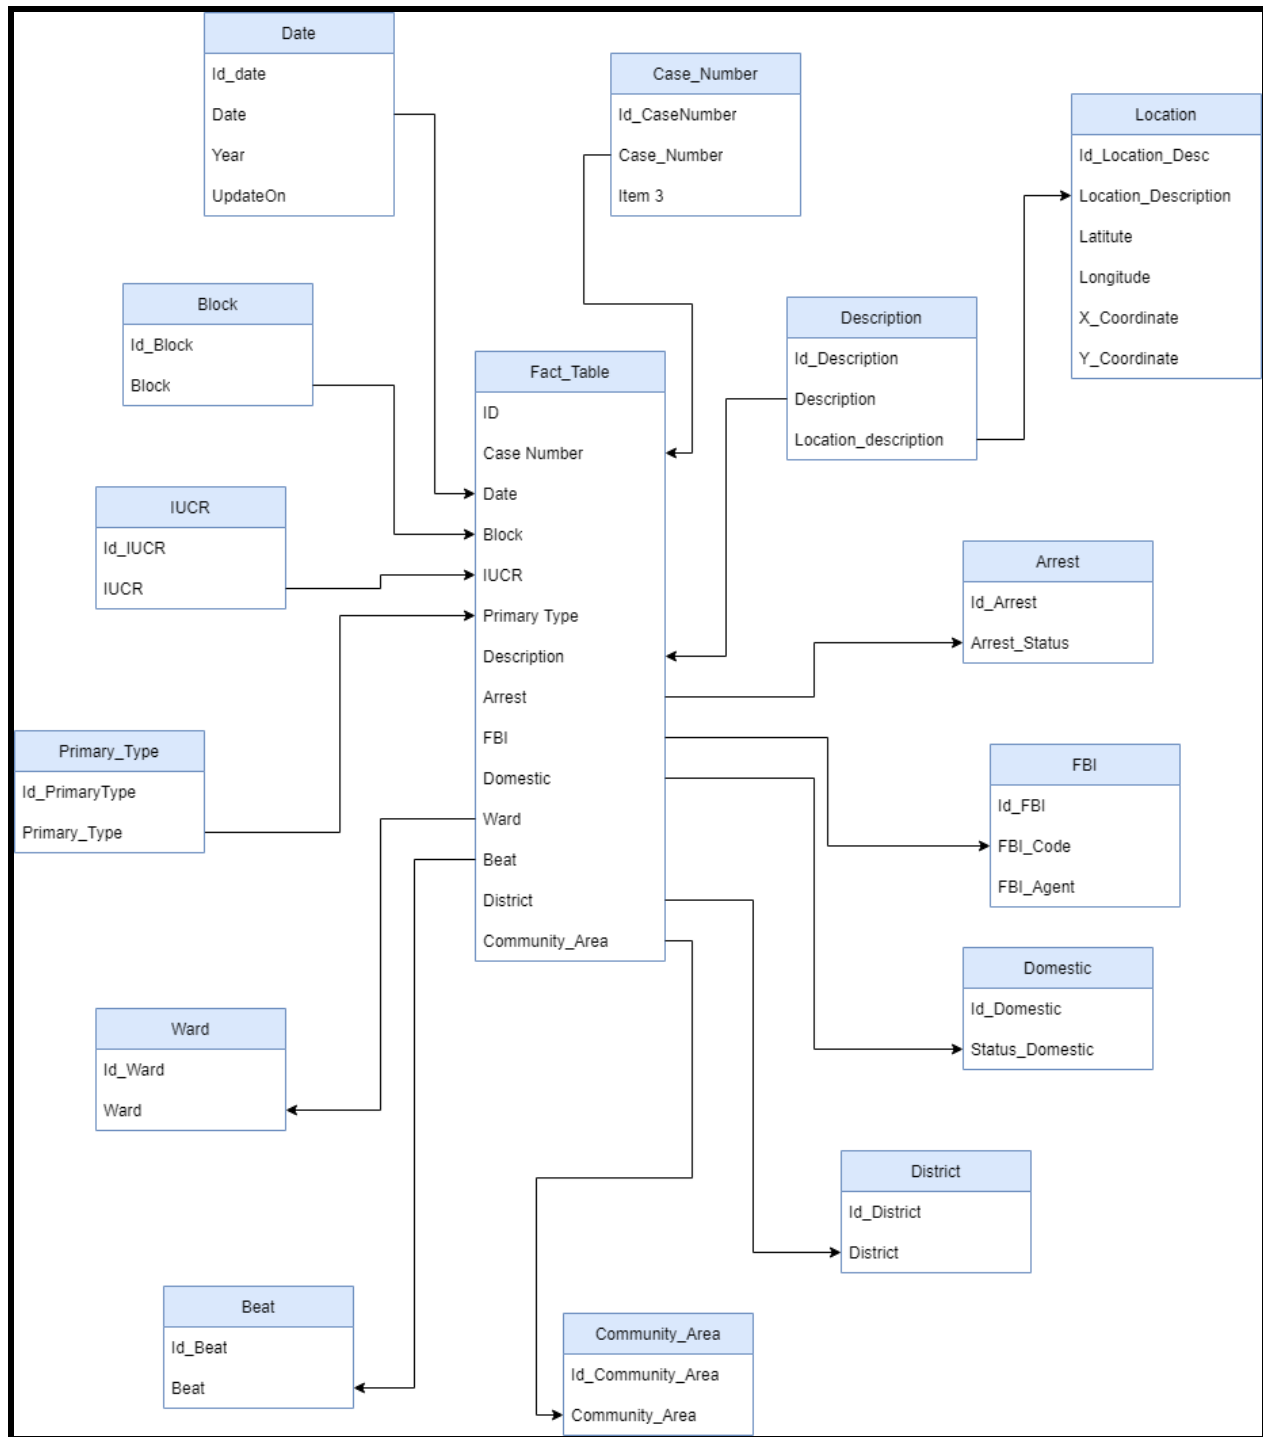 Date
Id_date
Date
Year
UpdateOn
Case_Number
Id_CaseNumber
Case_Number
Item 3
Location
Id_Location_Desc
Location_Description
Latitute
Longitude
X_Coordinate
Y_Coordinate
Block
Id_Block
Block
Description
Id_Description
Description
Location_description
Fact_Table
ID
Case Number
Date
Block
IUCR
Primary Type
Description
Arrest
FBI
Domestic
Ward
Beat
District
Community_Area
IUCR
Id_IUCR
IUCR
Arrest
Id_Arrest
Arrest_Status
Primary_Type
Id_PrimaryType
Primary_Type
FBI
Id_FBI
FBI_Code
FBI_Agent
Domestic
Id_Domestic
Status_Domestic
Ward
Id_Ward
Ward
District
Id_District
District
Beat
Id_Beat
Beat
Community_Area
Id_Community_Area
Community_Area